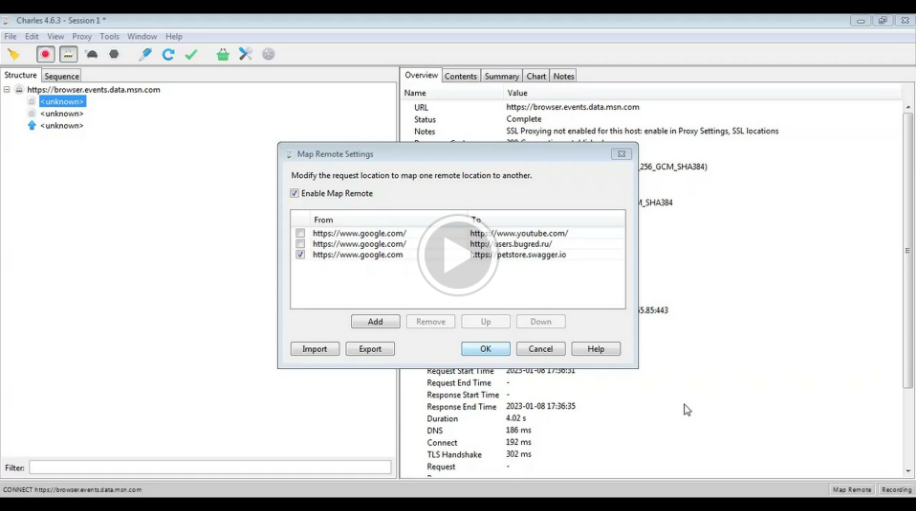 Charles 4.6.3 - Session 1 *
File Edit View Proxy Tools Window Help
Structure Sequence
https://browser.events.data.msn.com
<unknown>
<unknown>
<unknown>
Filter:
Overview Contents Summary Chart Notes
Name Value
URL https://browser.events.data.msn.com
Status Complete
Notes SSL Proxying not enabled for this host: enable in Proxy Settings, SSL locations
_256_GCM_SHA384)
M_SHA384
5.85:443
Map Remote Settings
Modify the request location to map one remote location to another.
Enable Map Remote
From To
https://www.google.com/ http://www.youtube.com/
https://www.google.com/ http://users.bugred.ru/
https://www.google.com https://petstore.swagger.io
Add Remove Up Down
Import Export OK Cancel Help
Request Start Time 2023-01-08 17:36:31
Request End Time -
Response Start Time -
Response End Time 2023-01-08 17:36:35
Duration 4.02 s
DNS 186 ms
Connect 192 ms
TLS Handshake 302 ms
Request -
CONNECT https://browser.events.data.msn.com
Map Remote Recording